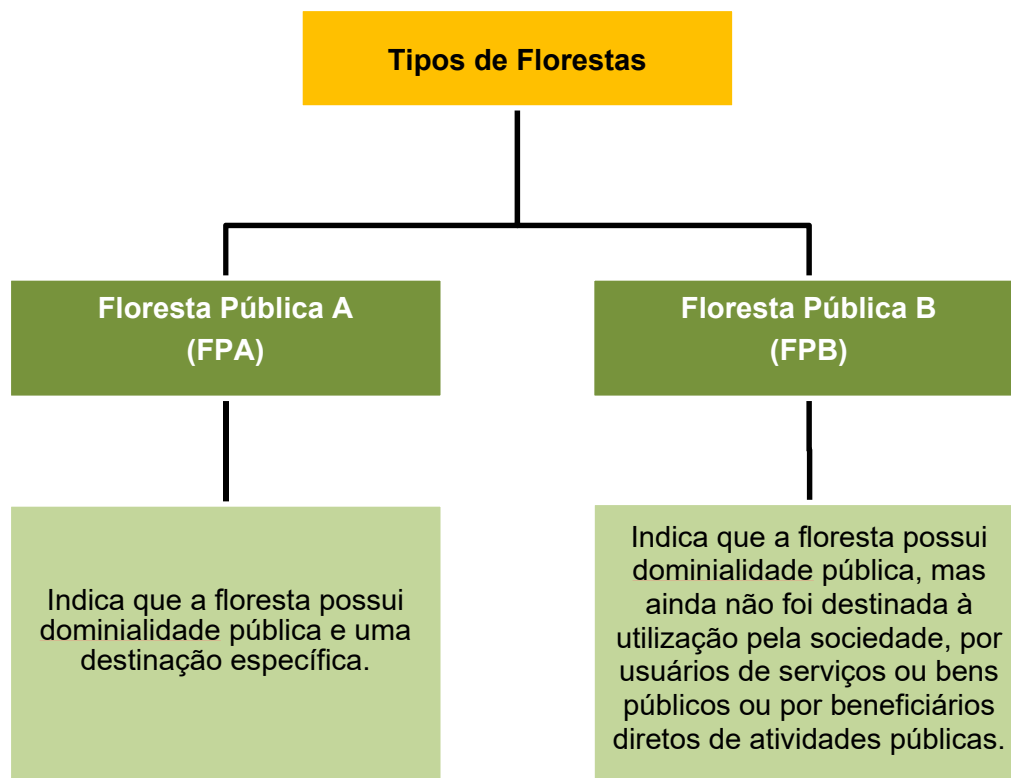 Tipos de Florestas
Floresta Pública A
(FPA)
Floresta Pública B
(FPB)
Indica que a floresta possui
dominialidade pública e uma
destinação específica.
Indica que a floresta possui
dominialidade pública, mas
ainda não foi destinada à
utilização pela sociedade, por
usuários de serviços ou bens
públicos ou por beneficiários
diretos de atividades públicas.